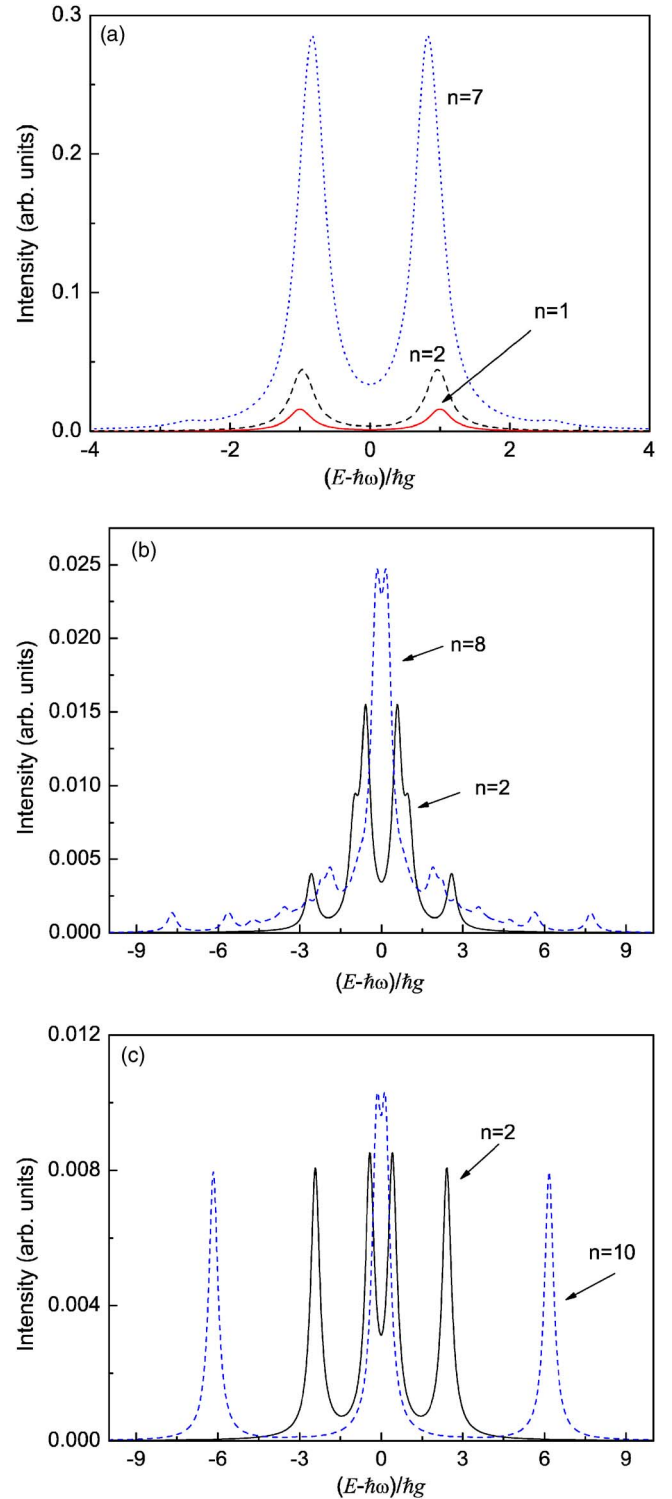 (a)
0.3
0.2
0.1
0.0
Intensity (arb. units)
n=7
n=1
n=2
-4 -2 0 2 4
(E-ħω)/ħg
(b)
0.025
0.020
0.015
0.010
0.005
0.000
Intensity (arb. units)
n=8
n=2
-9 -6 -3 0 3 6 9
(E-ħω)/ħg
(c)
0.012
0.008
0.004
0.000
Intensity (arb. units)
n=2
n=10
-9 -6 -3 0 3 6 9
(E-ħω)/ħg